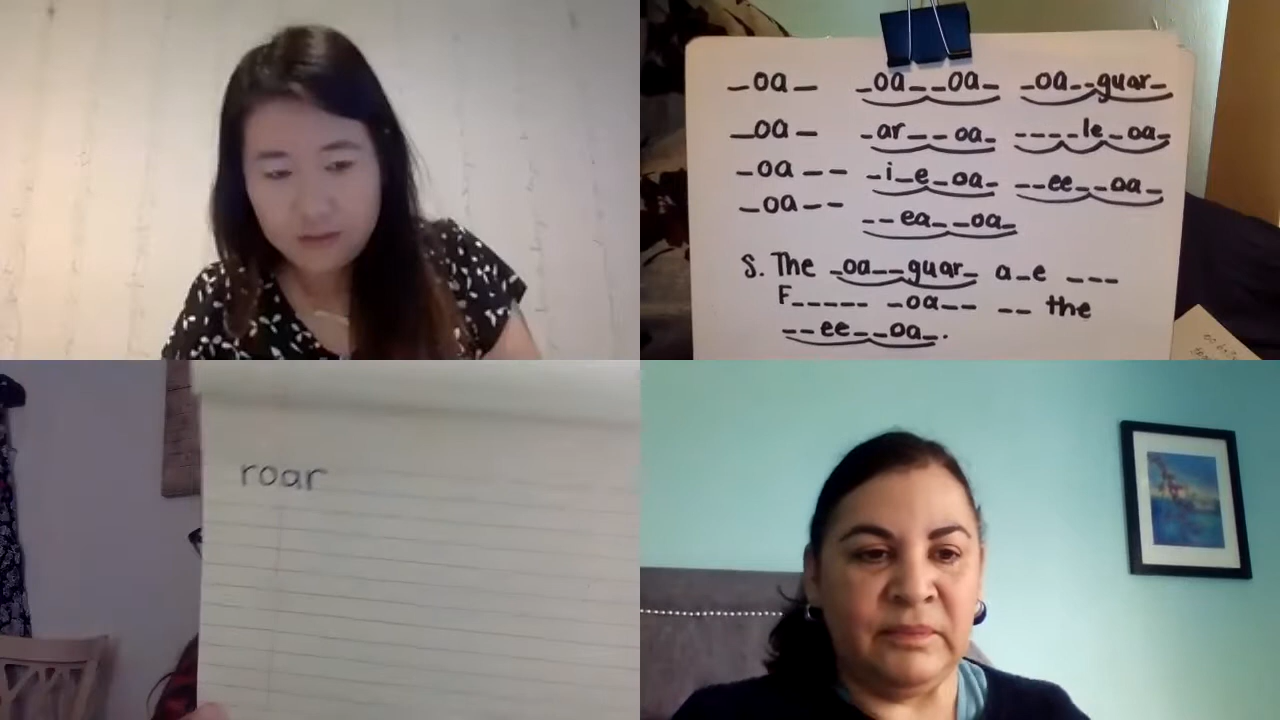 _oa_ _oa__oa_ _oa__guar_
_oa_ _ar__oa_ ____le_oa_
_oa__ _i_e_oa_ __ee__oa_
_oa__ __ea__oa_
S. The _oa__guar_ a_e ___
F_____ _oa__ __ the
__ee__oa_.
roar